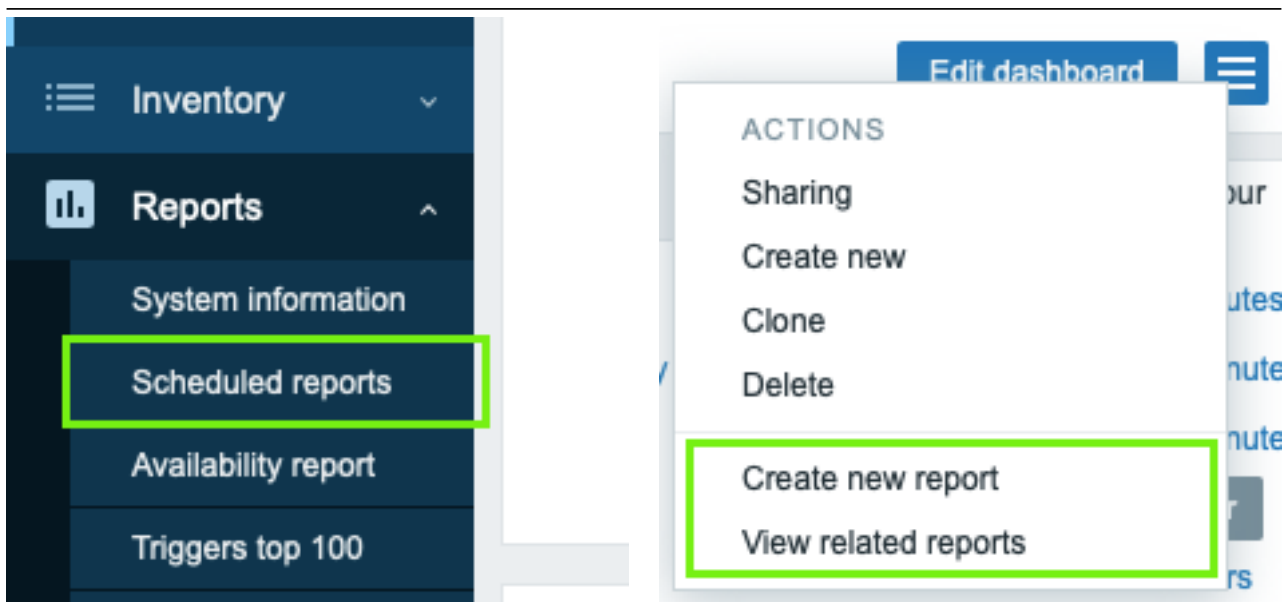 Inventory
Reports
System information
Scheduled reports
Availability report
Triggers top 100
Edit dashboard
ACTIONS
Sharing
Create new
Clone
Delete
Create new report
View related reports